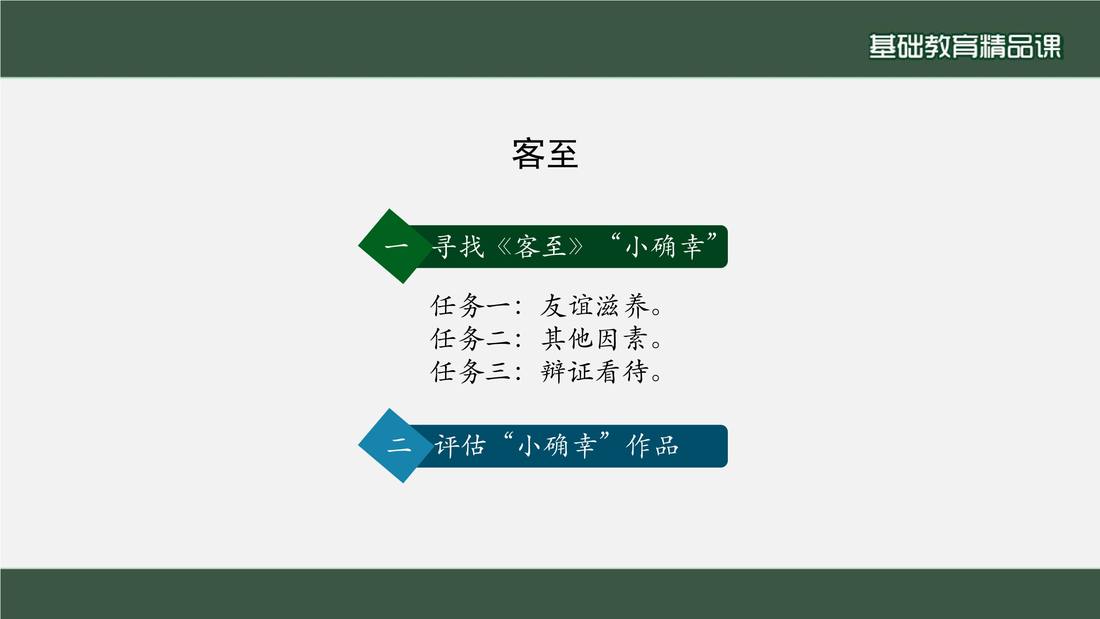 基础教育精品课
客至
一 寻找《客至》“小确幸”
任务一：友谊滋养。
任务二：其他因素。
任务三：辩证看待。
二 评估“小确幸”作品